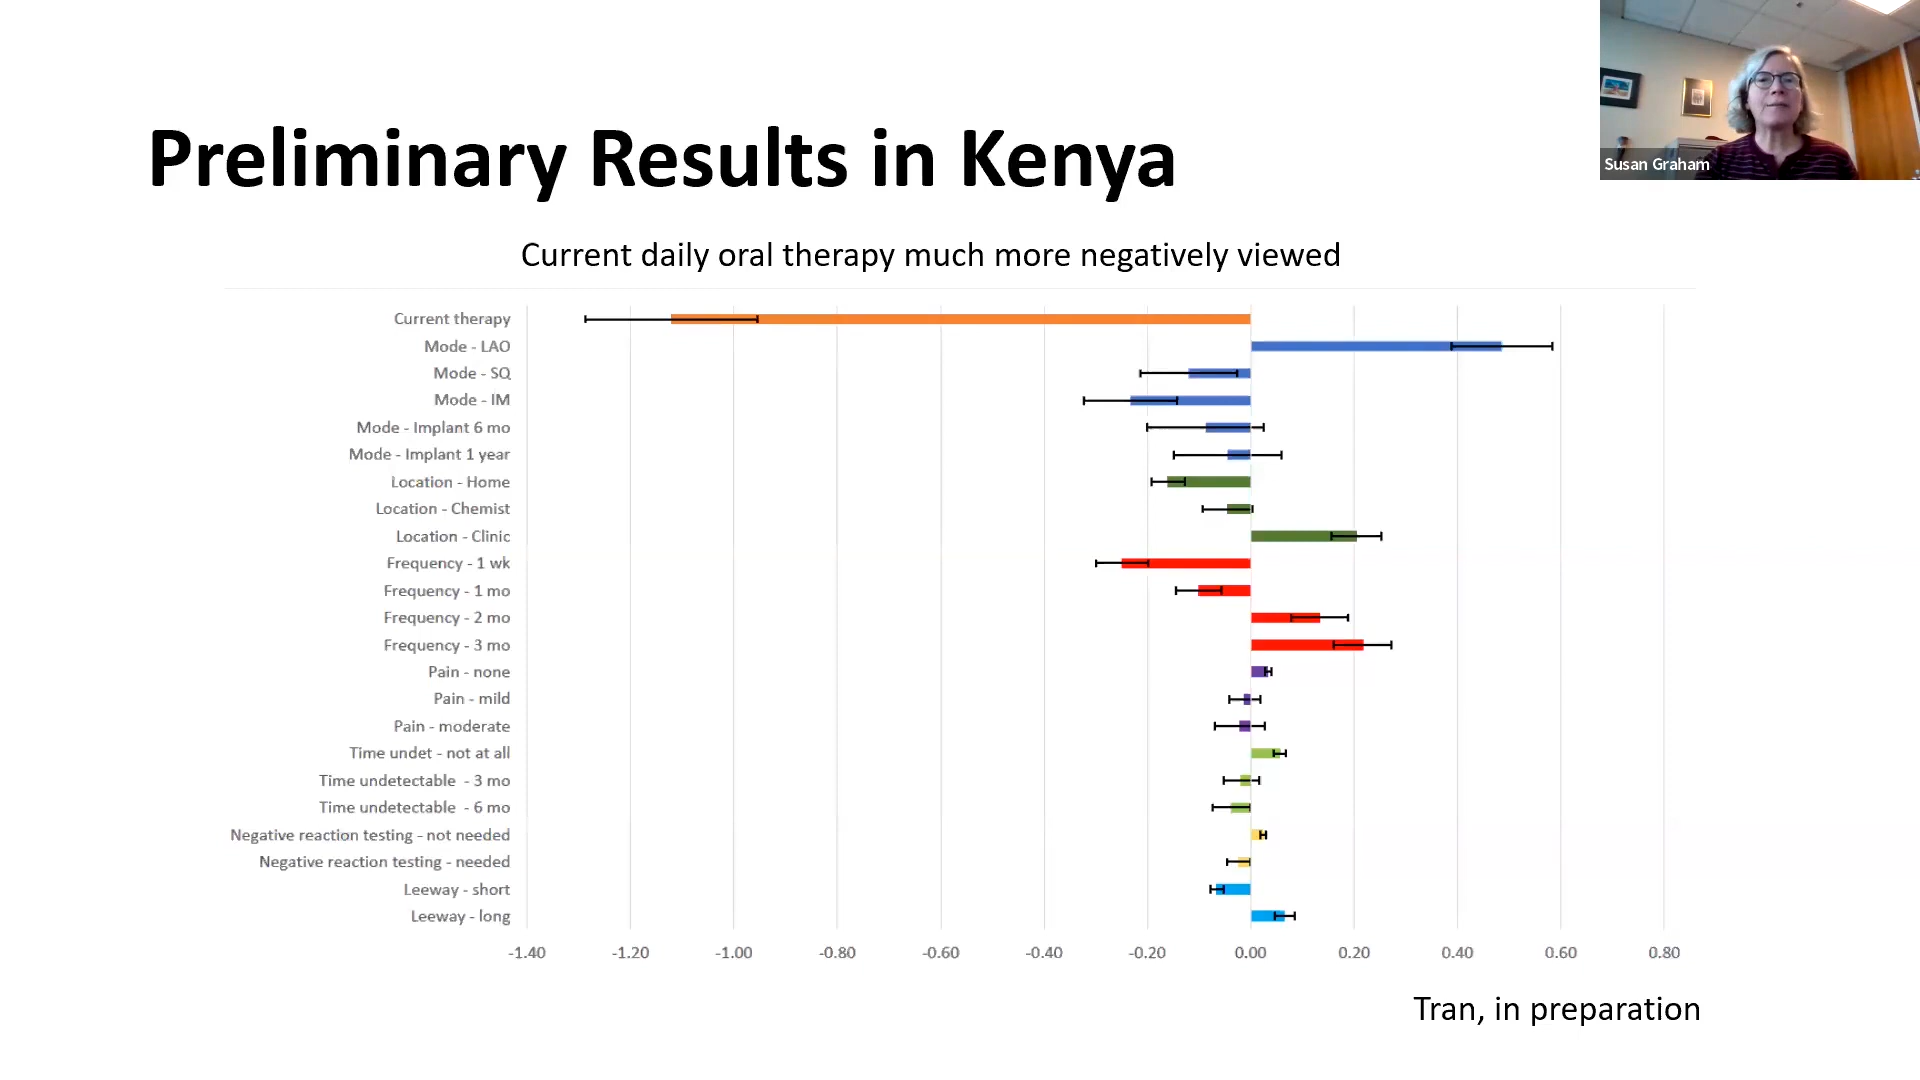 Preliminary Results in Kenya
Susan Graham
Current daily oral therapy much more negatively viewed
Current therapy
Mode - LAO
Mode - SQ
Mode - IM
Mode - Implant 6 mo
Mode - Implant 1 year
Location - Home
Location - Chemist
Location - Clinic
Frequency - 1 wk
Frequency - 1 mo
Frequency - 2 mo
Frequency - 3 mo
Pain - none
Pain - mild
Pain - moderate
Time undet - not at all
Time undetectable - 3 mo
Time undetectable - 6 mo
Negative reaction testing - not needed
Negative reaction testing - needed
Leeway - short
Leeway - long
-1.40 -1.20 -1.00 -0.80 -0.60 -0.40 -0.20 0.00 0.20 0.40 0.60 0.80
Tran, in preparation